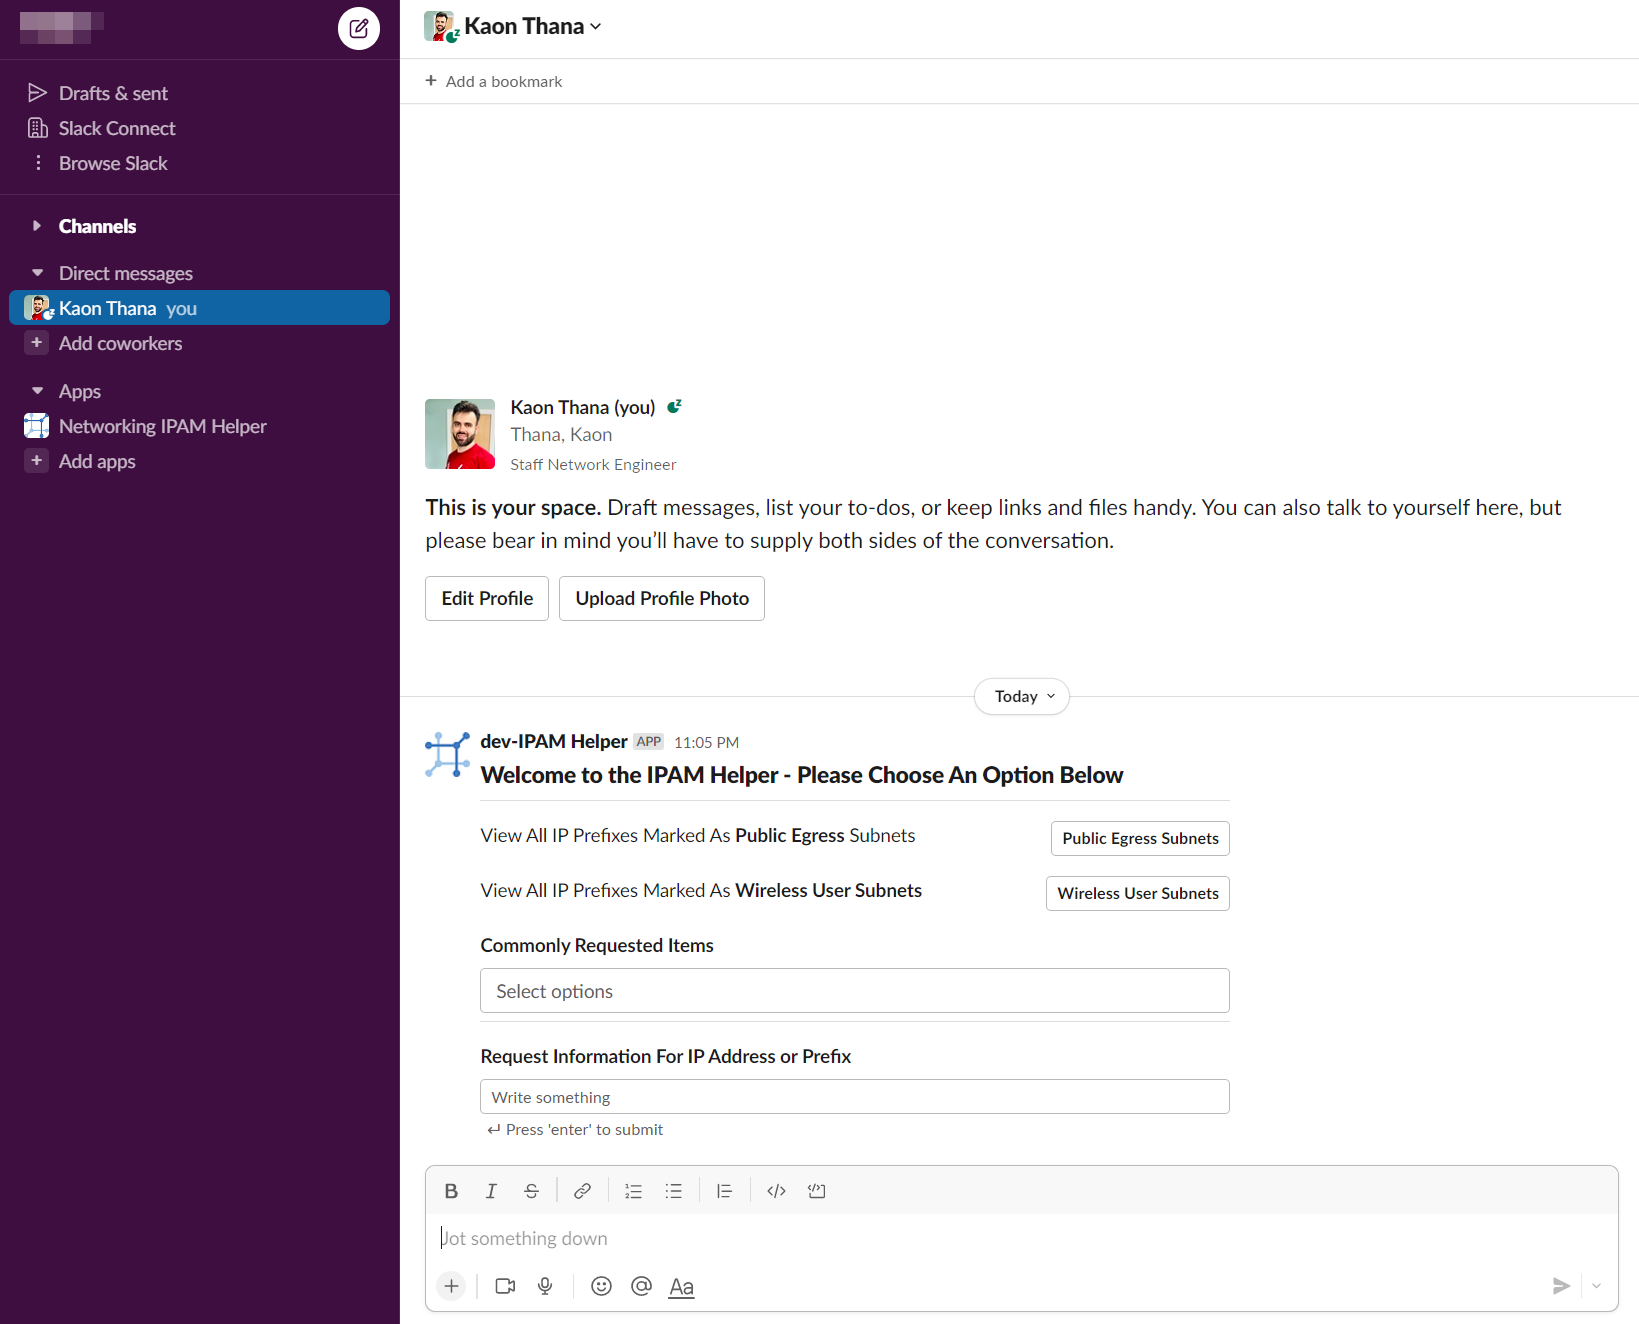 Kaon Thana
Add a bookmark
Drafts & sent
Slack Connect
Browse Slack
Channels
Direct messages
Kaon Thana you
Add coworkers
Apps
Networking IPAM Helper
Add apps
Kaon Thana (you)
Thana, Kaon
Staff Network Engineer
This is your space. Draft messages, list your to-dos, or keep links and files handy. You can also talk to yourself here, but
please bear in mind you’ll have to supply both sides of the conversation.
Edit Profile
Upload Profile Photo
Today
dev-IPAM Helper APP 11:05 PM
Welcome to the IPAM Helper - Please Choose An Option Below
View All IP Prefixes Marked As Public Egress Subnets
Public Egress Subnets
View All IP Prefixes Marked As Wireless User Subnets
Wireless User Subnets
Commonly Requested Items
Select options
Request Information For IP Address or Prefix
Write something
Press 'enter' to submit
Jot something down
Aa